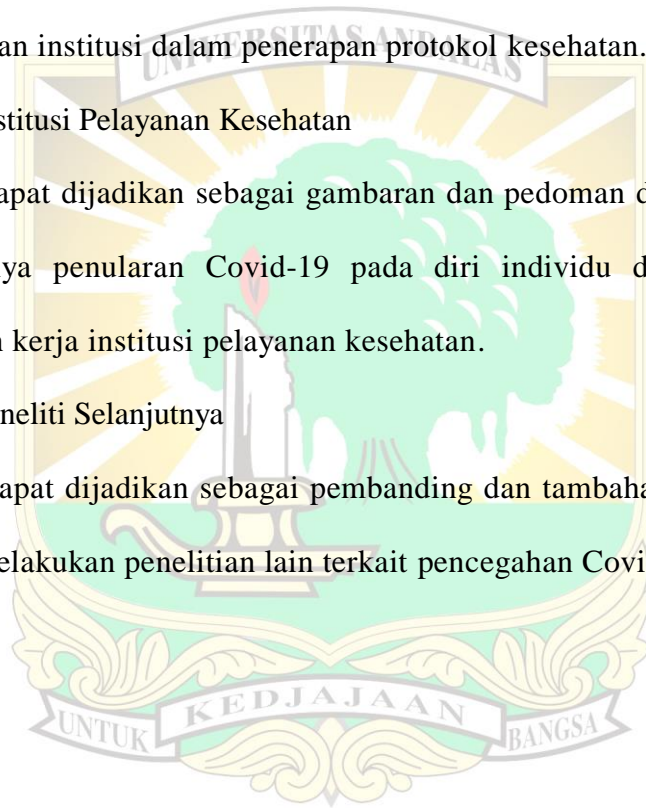 an institusi dalam penerapan protokol kesehatan.
UNIVERSITAS ANDALAS
stitusi Pelayanan Kesehatan
apat dijadikan sebagai gambaran dan pedoman d
ya penularan Covid-19 pada diri individu d
kerja institusi pelayanan kesehatan.
neliti Selanjutnya
apat dijadikan sebagai pembanding dan tambaha
elakukan penelitian lain terkait pencegahan Covi
UNTUK KEDJAJAAN BANGSA